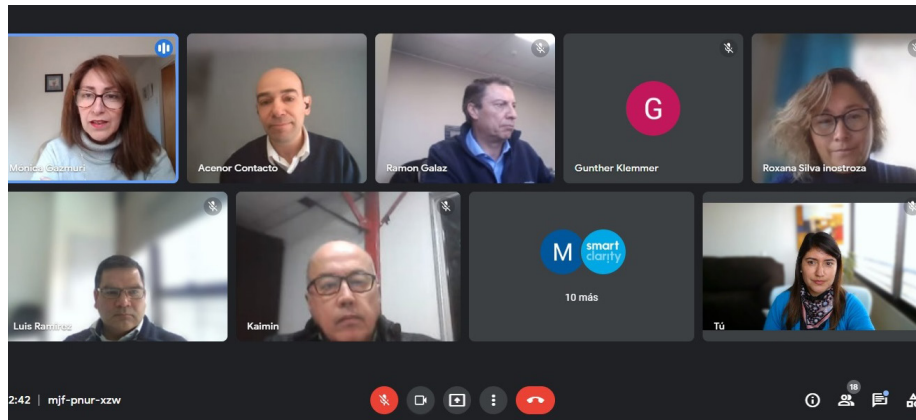 Monica Guzmán
Acenor Contacto
Ramon Galaz
G
Gunther Klemmer
Roxana Silva inostroza
Luis Ramirez
Kaimin
M
smart
clarity
10 más
Tú
2:42 | mjf-pnur-xzw
18